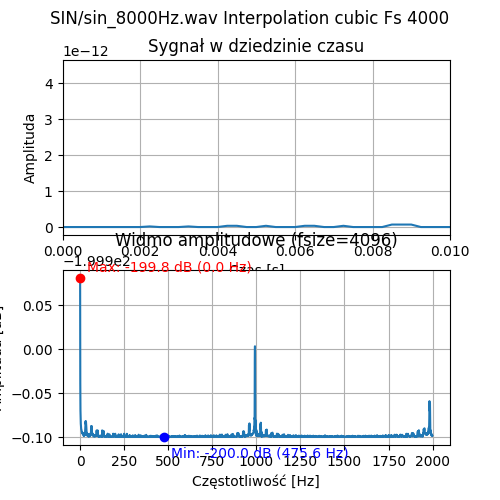 SIN/sin_8000Hz.wav Interpolation cubic Fs 4000
Sygnał w dziedzinie czasu
1e−12
4
3
2
1
0
Amplituda
0.000 0.002 0.004 0.006 0.008 0.010
Widmo amplitudowe (fsize=4096)
−1.999e2
Max: -199.8 dB (0.0 Hz)
0.05
0.00
−0.05
−0.10
Min: -200.0 dB (475.6 Hz)
0 250 500 750 1000 1250 1500 1750 2000
Częstotliwość [Hz]